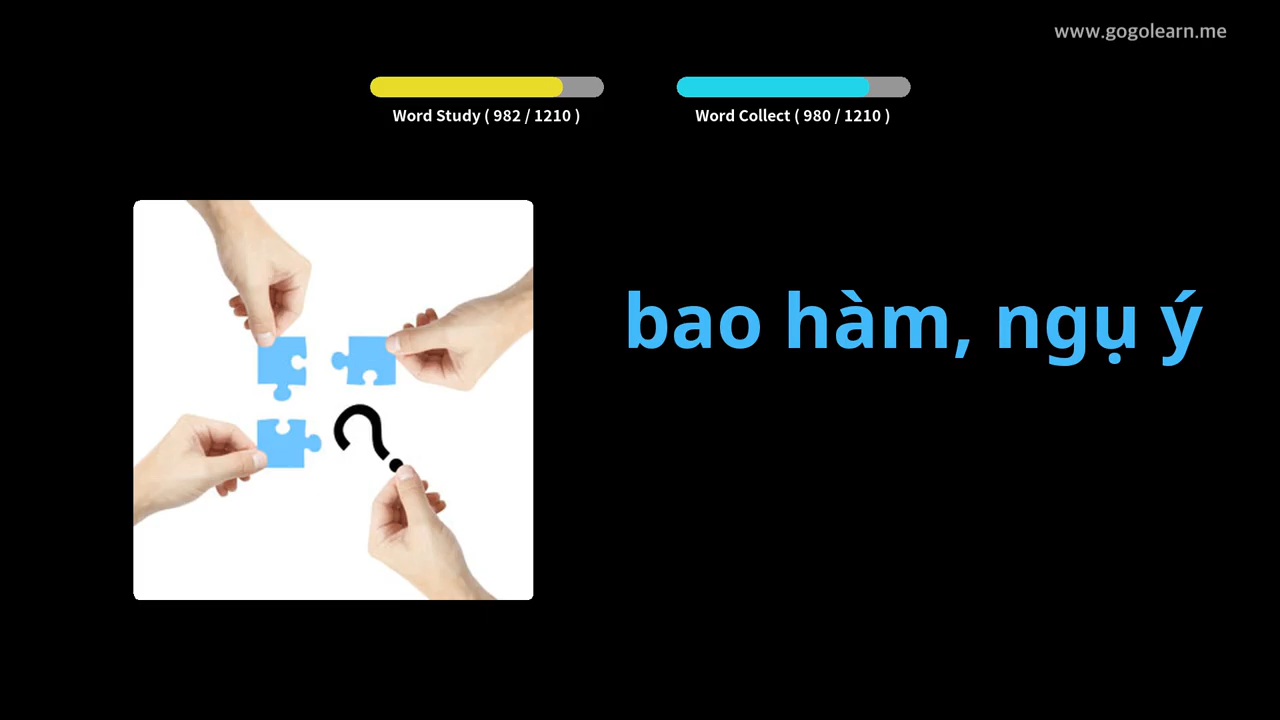 www.gogolearn.me
Word Study ( 982 / 1210 )
Word Collect ( 980 / 1210 )
bao hàm, ngụ ý
?